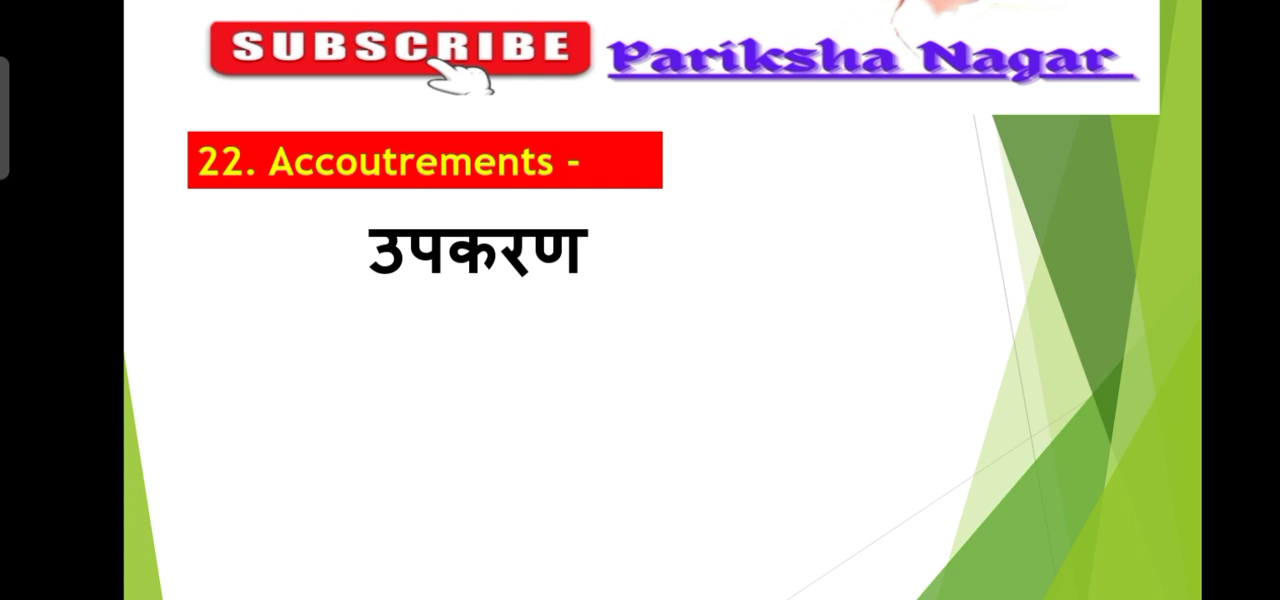 SUBSCRIBE Pariksha Nagar
22. Accoutrements -
उपकरण